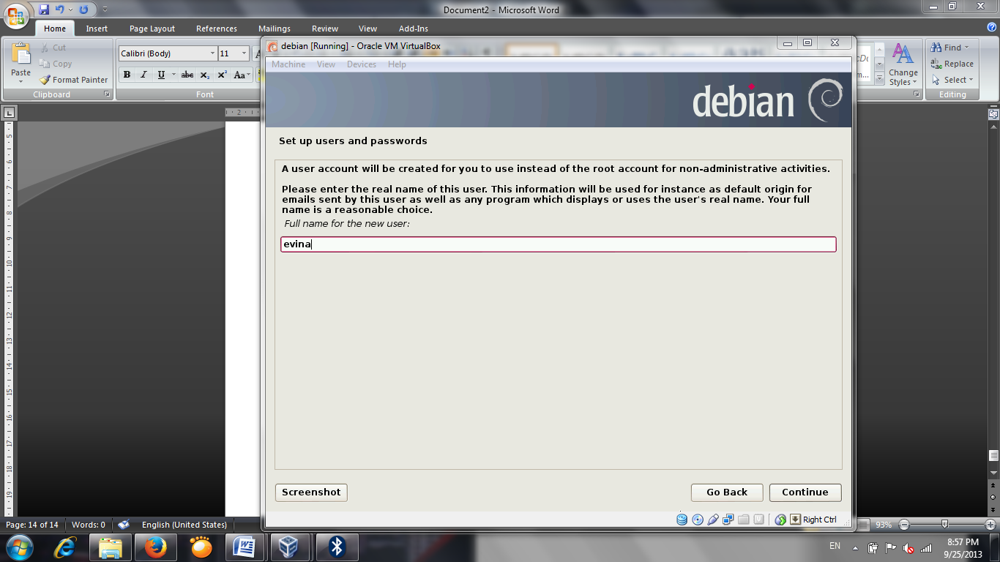 Document2 - Microsoft Word
Home Insert Page Layout References Mailings Review View Add-Ins
Paste
Cut
Copy
Format Painter
Clipboard
Calibri (Body) 11
B I U abc X₂ X² Aa
Font
Change
Styles
Find
Replace
Select
Editing
debian [Running] - Oracle VM VirtualBox
Machine View Devices Help
debian
Set up users and passwords
A user account will be created for you to use instead of the root account for non-administrative activities.
Please enter the real name of this user. This information will be used for instance as default origin for
emails sent by this user as well as any program which displays or uses the user's real name. Your full
name is a reasonable choice.
Full name for the new user:
evina
Screenshot Go Back Continue
Right Ctrl
Page: 14 of 14 Words: 0 English (United States) 93%
EN
8:57 PM
9/25/2013